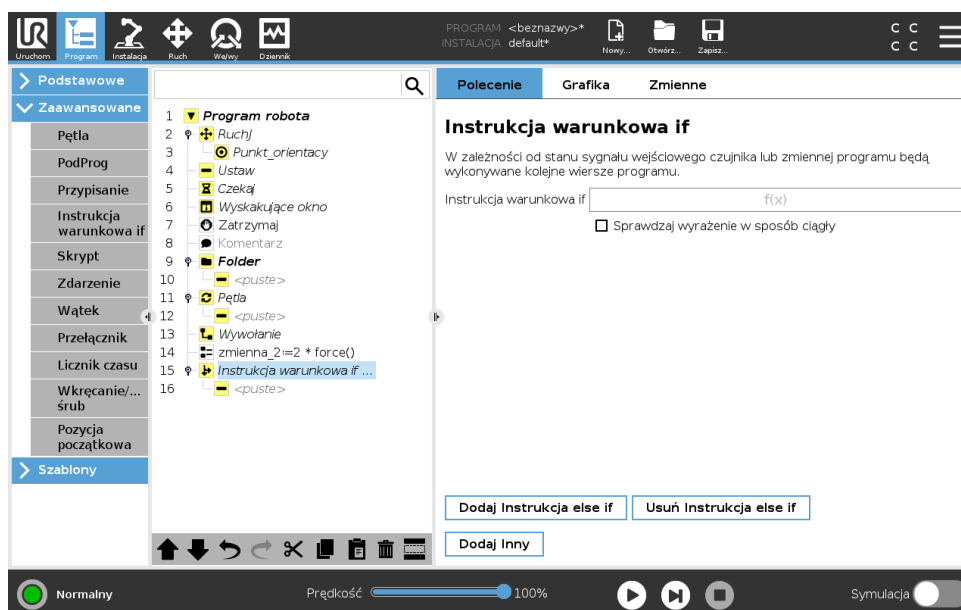 Uruchom
Program
Instalacja
Ruch
We/wy
Dziennik
PROGRAM <beznazwy>*
INSTALACJA default*
Nowy...
Otwórz...
Zapisz...
C C
C C
Podstawowe
Zaawansowane
Pętla
PodProg
Przypisanie
Instrukcja
warunkowa if
Skrypt
Zdarzenie
Wątek
Przełącznik
Licznik czasu
Wkręcanie/...
śrub
Pozycja
początkowa
Szablony
1 Program robota
2 RuchJ
3 Punkt_orientacy
4 Ustaw
5 Czekaj
6 Wyskakujące okno
7 Zatrzymaj
8 Komentarz
9 Folder
10 <puste>
11 Pętla
12 <puste>
13 Wywołanie
14 zmienna_2:=2 * force()
15 Instrukcja warunkowa if ...
16 <puste>
Polecenie Grafika Zmienne
Instrukcja warunkowa if
W zależności od stanu sygnału wejściowego czujnika lub zmiennej programu będą
wykonywane kolejne wiersze programu.
Instrukcja warunkowa if f(x)
Sprawdzaj wyrażenie w sposób ciągły
Dodaj Instrukcja else if Usuń Instrukcja else if
Dodaj Inny
Normalny
Prędkość 100%
Symulacja